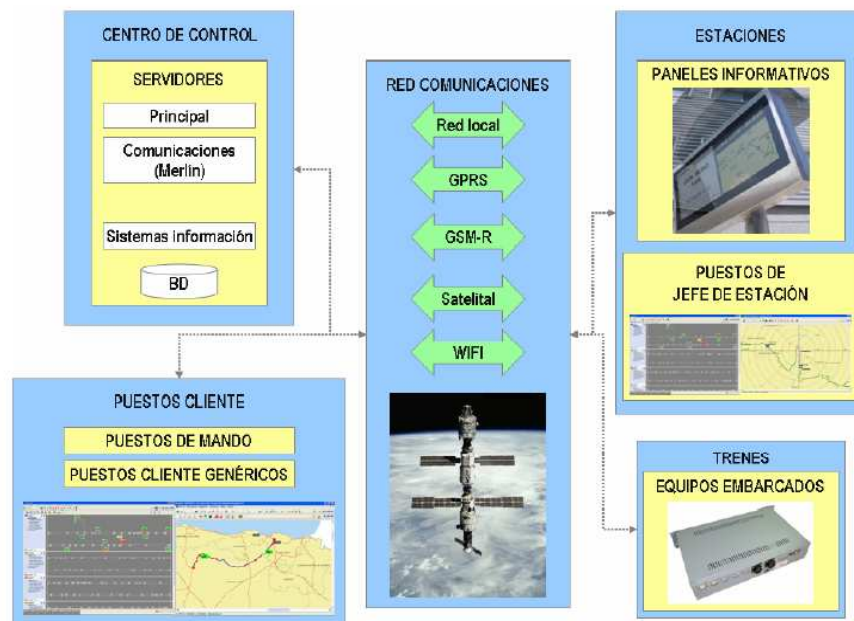 CENTRO DE CONTROL
SERVIDORES
Principal
Comunicaciones
(Merlín)
Sistemas información
BD
PUESTOS CLIENTE
PUESTOS DE MANDO
PUESTOS CLIENTE GENÉRICOS
RED COMUNICACIONES
Red local
GPRS
GSM-R
Satelital
WIFI
ESTACIONES
PANELES INFORMATIVOS
PUESTOS DE
JEFE DE ESTACIÓN
TRENES
EQUIPOS EMBARCADOS